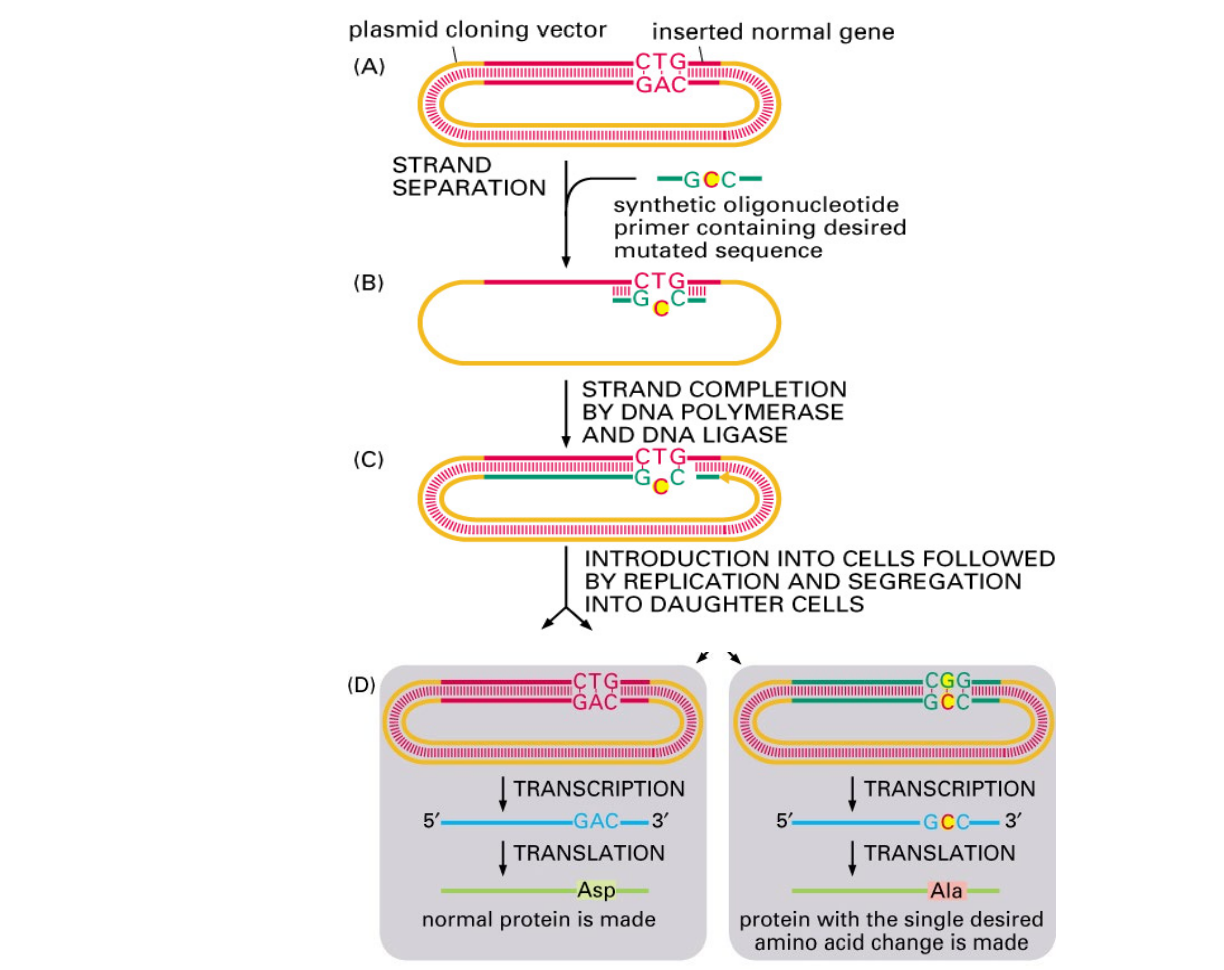 plasmid cloning vector
inserted normal gene
(A)
CTG
GAC
STRAND
SEPARATION
GCC
synthetic oligonucleotide
primer containing desired
mutated sequence
(B)
CTG
GCC
STRAND COMPLETION
BY DNA POLYMERASE
AND DNA LIGASE
(C)
CTG
GCC
INTRODUCTION INTO CELLS FOLLOWED
BY REPLICATION AND SEGREGATION
INTO DAUGHTER CELLS
(D)
CTG
GAC
TRANSCRIPTION
5′ GAC 3′
TRANSLATION
Asp
normal protein is made
CGG
GCC
TRANSCRIPTION
5′ GCC 3′
TRANSLATION
Ala
protein with the single desired
amino acid change is made